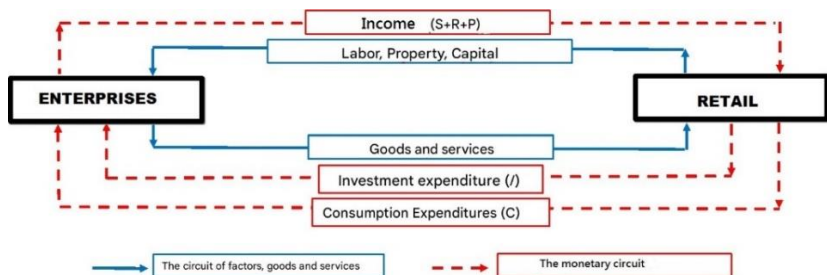 Income (S+R+P)
Labor, Property, Capital
ENTERPRISES
RETAIL
Goods and services
Investment expenditure (/)
Consumption Expenditures (C)
The circuit of factors, goods and services
The monetary circuit